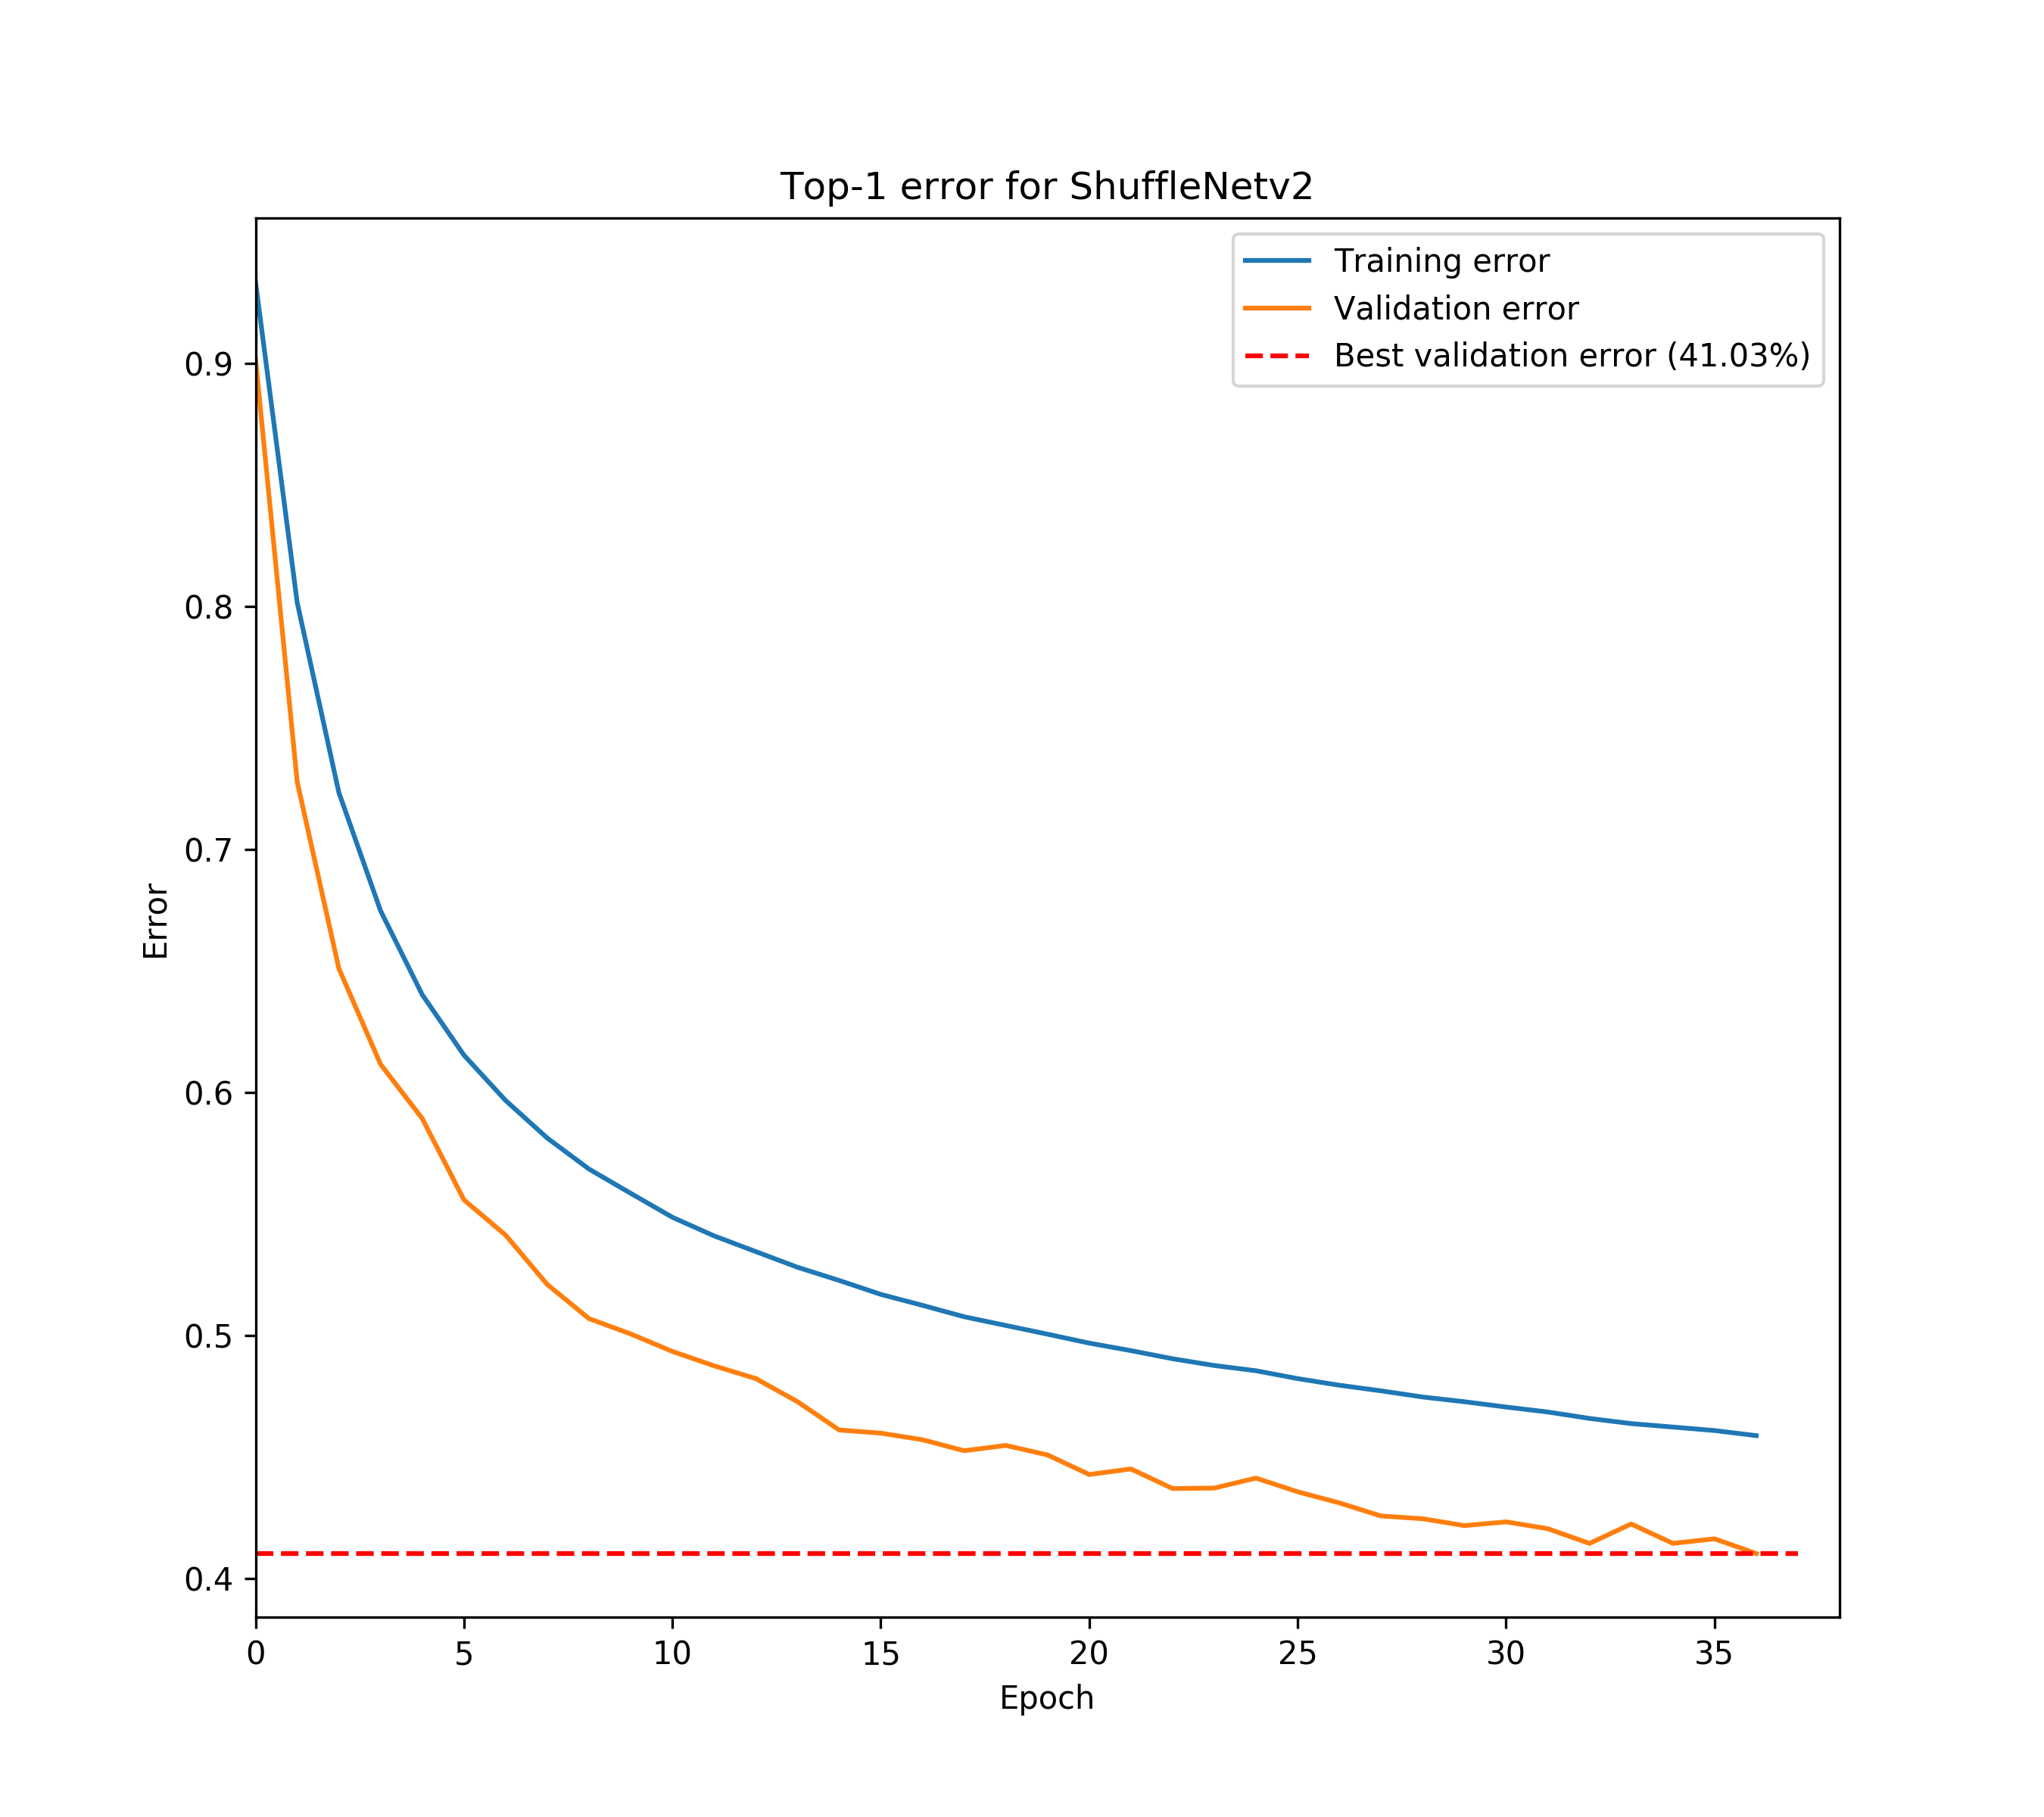 Top-1 error for ShuffleNetv2
Training error
Validation error
Best validation error (41.03%)
0.9
0.8
0.7
0.6
0.5
0.4
Error
0 5 10 15 20 25 30 35
Epoch